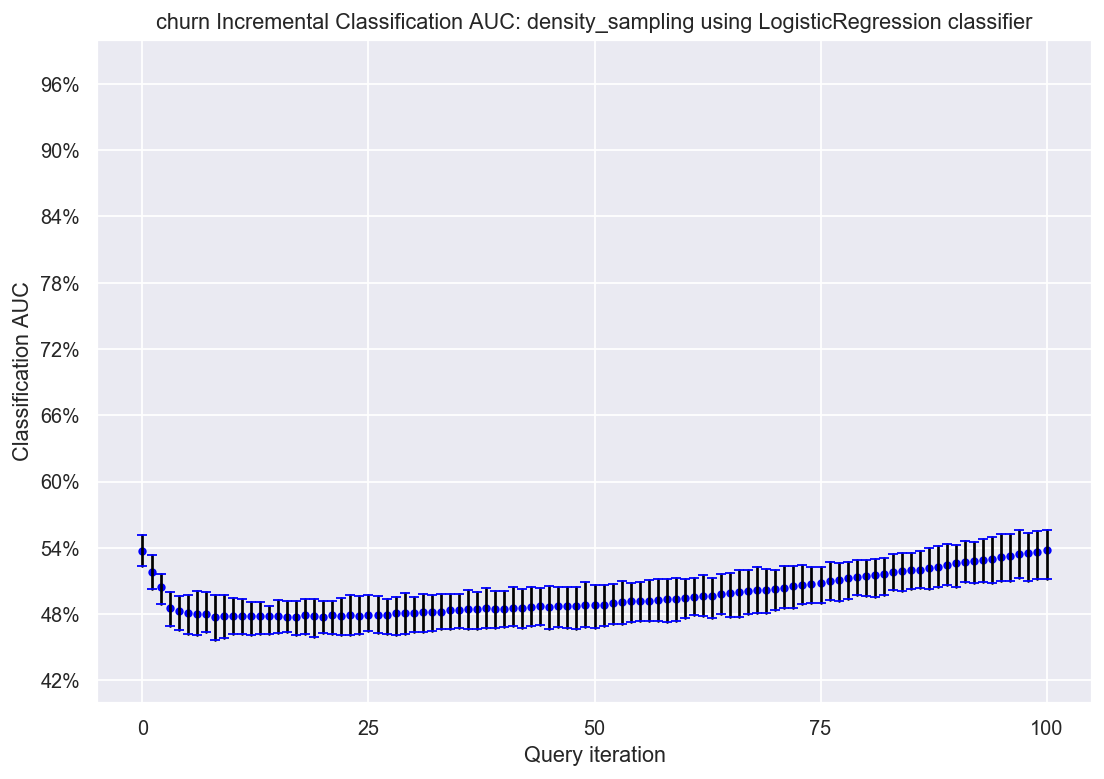 churn Incremental Classification AUC: density_sampling using LogisticRegression classifier
96%
90%
84%
78%
72%
66%
60%
54%
48%
42%
Classification AUC
0 25 50 75 100
Query iteration